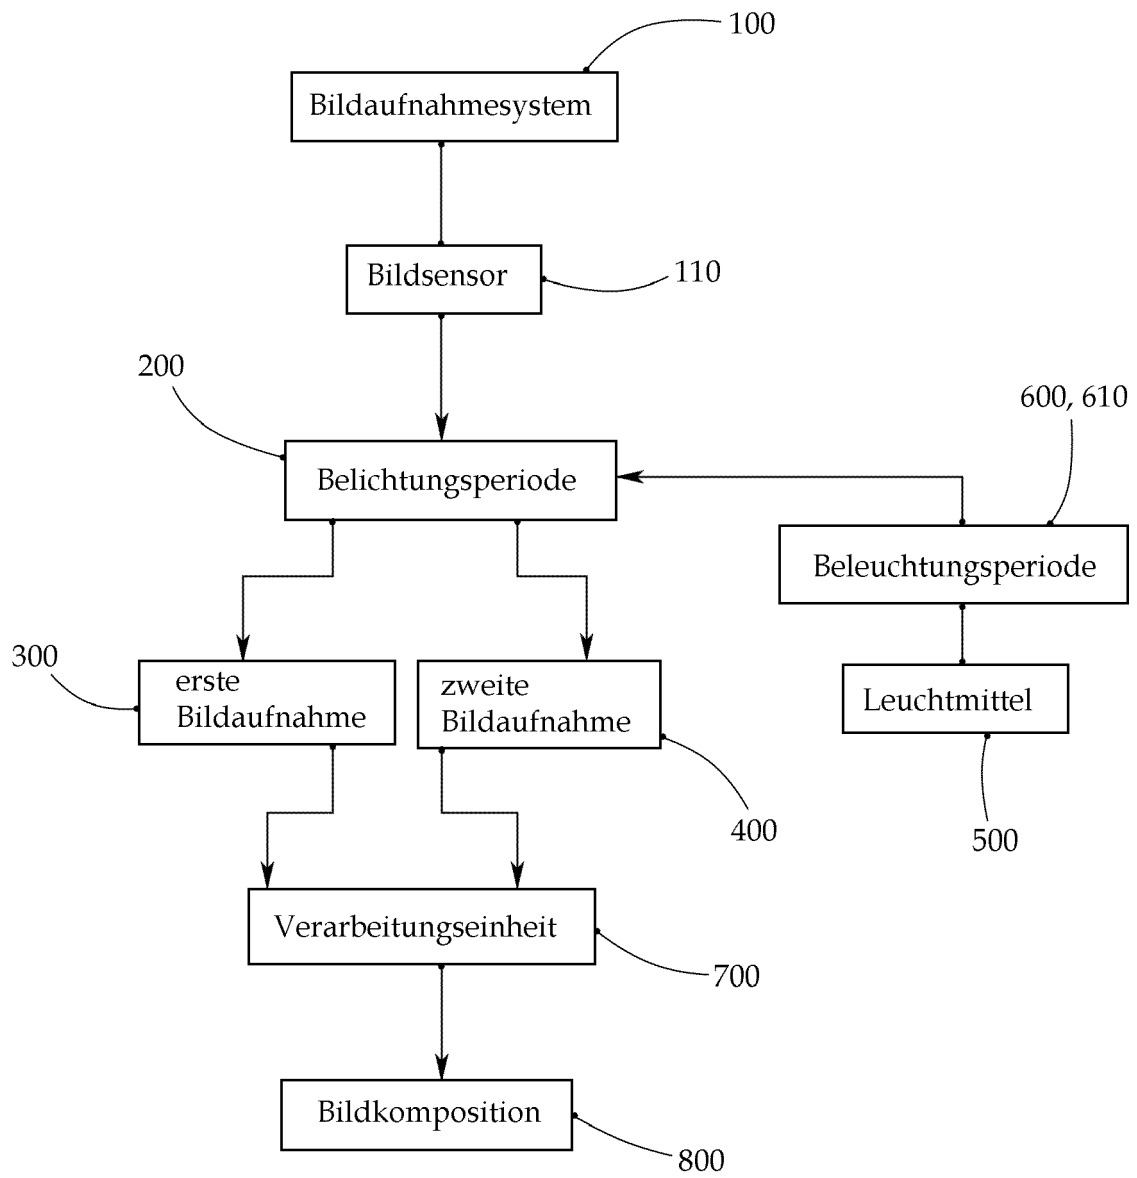 100
Bildaufnahmesystem
Bildsensor
110
200
600, 610
Belichtungsperiode
Beleuchtungsperiode
300
erste
Bildaufnahme
zweite
Bildaufnahme
Leuchtmittel
400
500
Verarbeitungseinheit
700
Bildkomposition
800